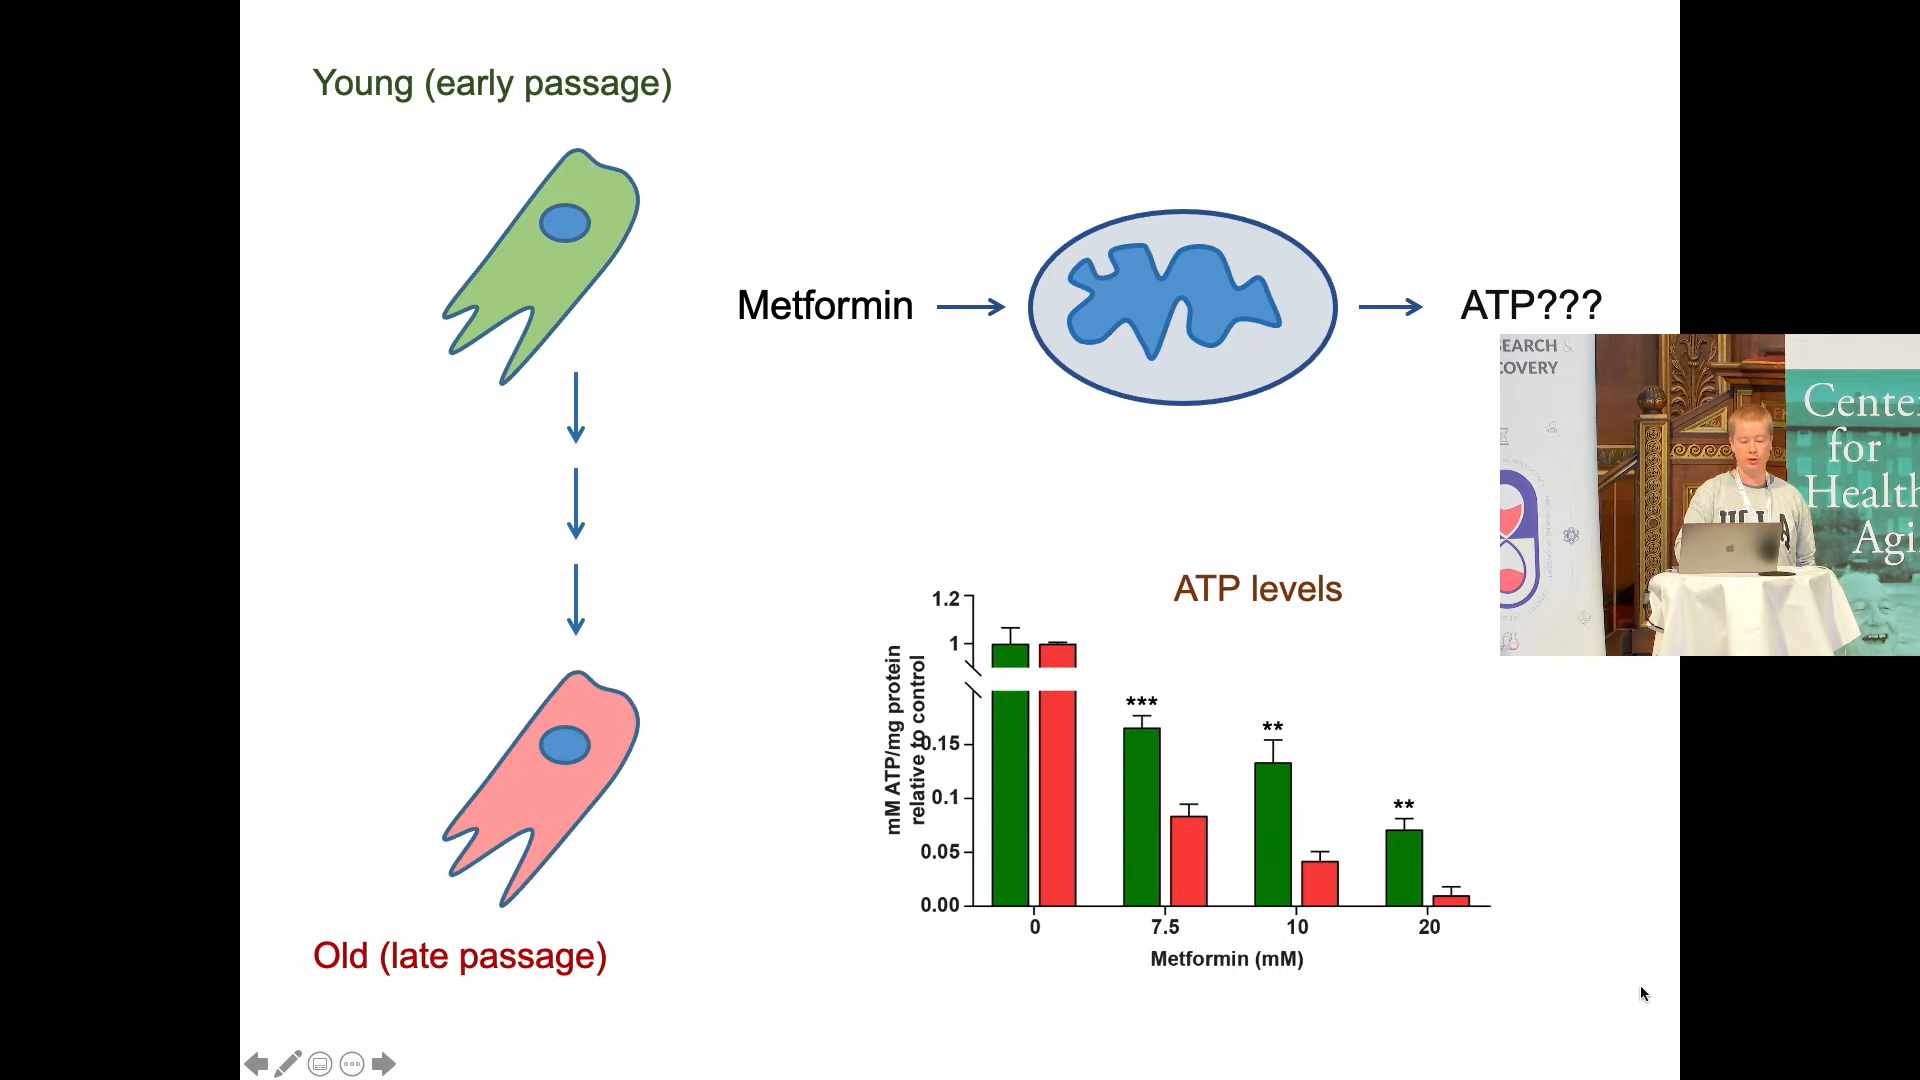 Young (early passage)
Metformin
ATP???
EARCH &
COVERY
Center
for
Health
Agi
ATP levels
mM ATP/mg protein
relative to control
1.2
1
0.15
0.1
0.05
0.00
***
**
**
0
7.5
10
20
Metformin (mM)
Old (late passage)